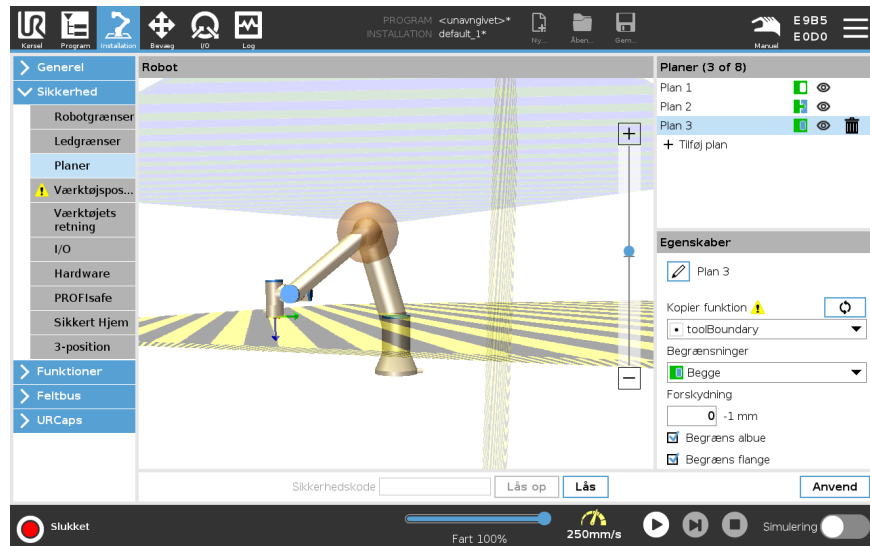 PROGRAM <unavngivet>*
INSTALLATION default_1*
Ny...
Åben...
Gem...
Kørsel
Program
Installation
Bevæg
I/O
Log
Manuel
E9B5
E0D0
Generel
Sikkerhed
Robotgrænser
Ledgrænser
Planer
Værktøjspos...
Værktøjets
retning
I/O
Hardware
PROFIsafe
Sikkert Hjem
3-position
Funktioner
Feltbus
URCaps
Robot
Planer (3 of 8)
Plan 1
Plan 2
Plan 3
Tilføj plan
Egenskaber
Plan 3
Kopier funktion
toolBoundary
Begrænsninger
Begge
Forskydning
0 -1 mm
Begræns albue
Begræns flange
Sikkerhedskode
Lås op
Lås
Anvend
Slukket
Fart 100%
250mm/s
Simulering